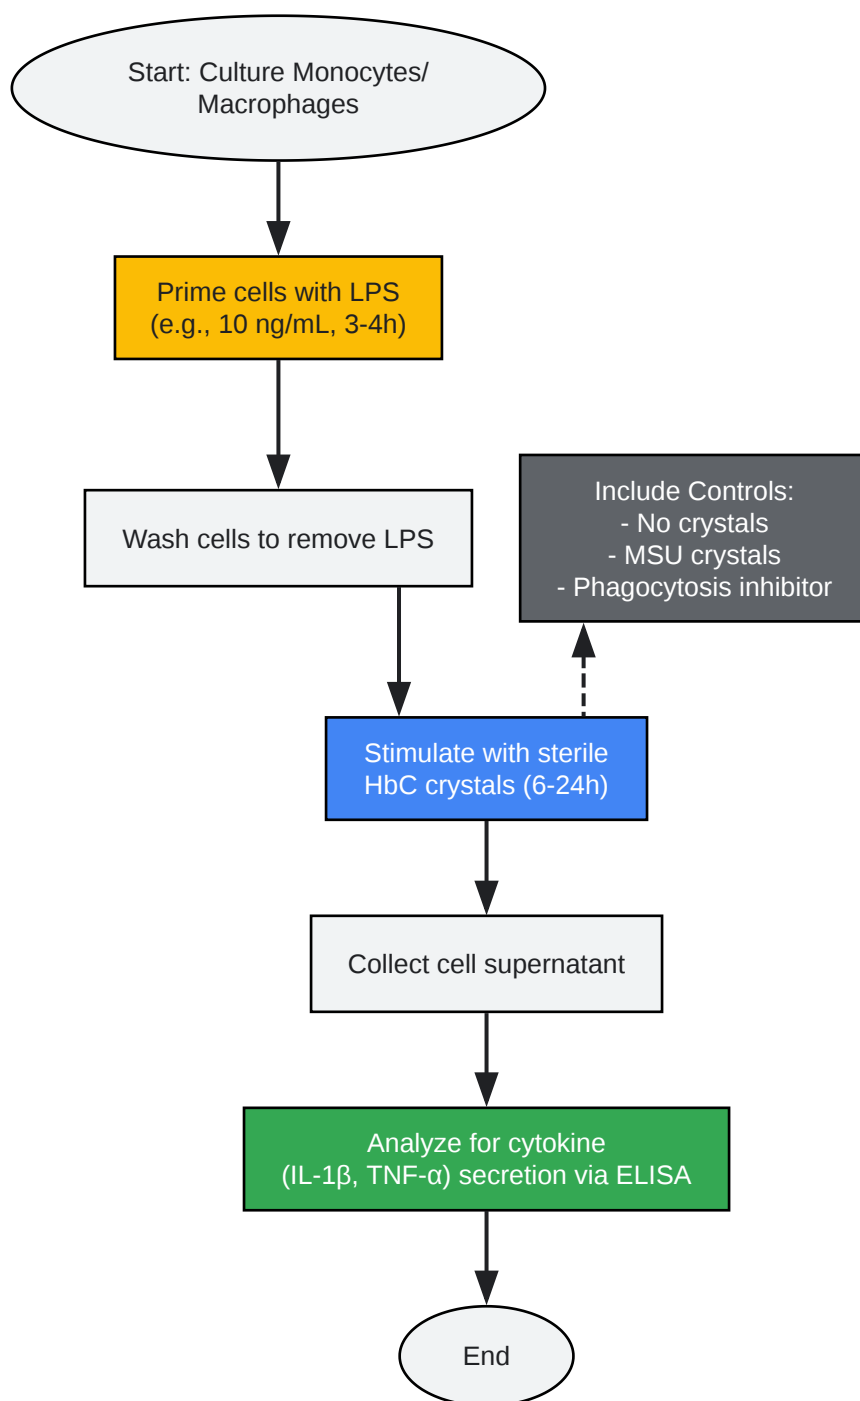 Start: Culture Monocytes/
Macrophages
Prime cells with LPS
(e.g., 10 ng/mL, 3-4h)
Wash cells to remove LPS
Include Controls:
- No crystals
- MSU crystals
- Phagocytosis inhibitor
Stimulate with sterile
HbC crystals (6-24h)
Collect cell supernatant
Analyze for cytokine
(IL-1β, TNF-α) secretion via ELISA
End